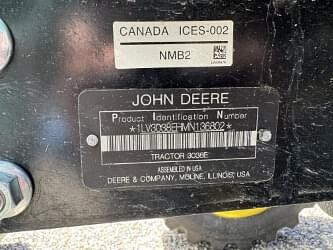 CANADA ICES-002
NMB2
JOHN DEERE
Product Identification Number
TRACTOR 3038E
ASSEMBLED IN USA
DEERE & COMPANY, MOLINE, ILLINOIS, USA